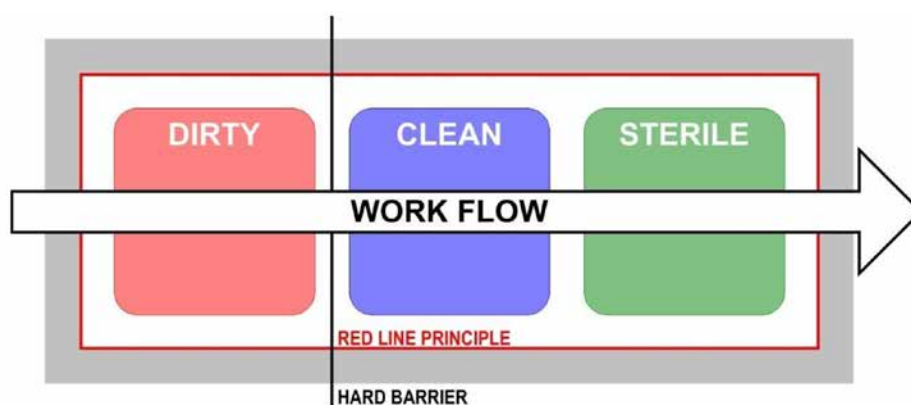 DIRTY
CLEAN
STERILE
WORK FLOW
RED LINE PRINCIPLE
HARD BARRIER